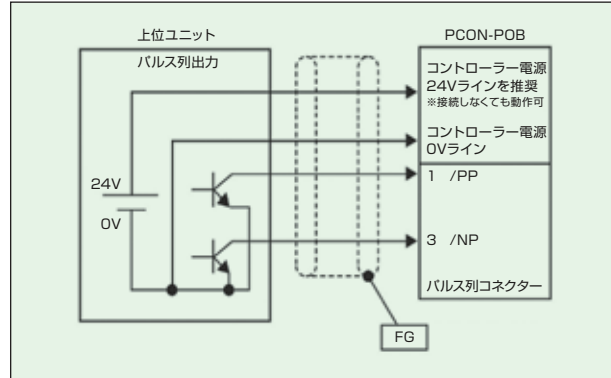 上位ユニット
パルス列出力
24V
0V
PCON-POB
コントローラー電源
24Vラインを推奨
※接続しなくても動作可
コントローラー電源
0Vライン
1 /PP
3 /NP
パルス列コネクター
FG